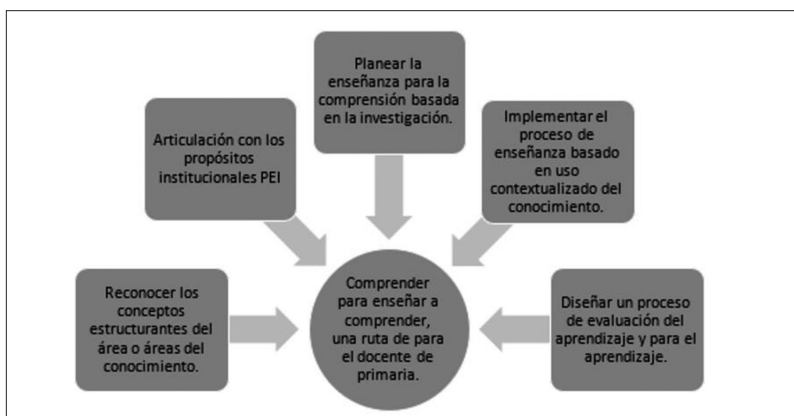 Planear la
enseñanza para la
comprensión basada
en la investigación.
Articulación con los
propósitos
institucionales PEI
Implementar el
proceso de
enseñanza basado
en uso
contextualizado del
conocimiento.
Reconocer los
conceptos
estructurantes del
área o áreas del
conocimiento.
Comprender
para enseñar a
comprender,
una ruta de para
el docente de
primaria.
Diseñar un proceso
de evaluación del
aprendizaje y para el
aprendizaje.